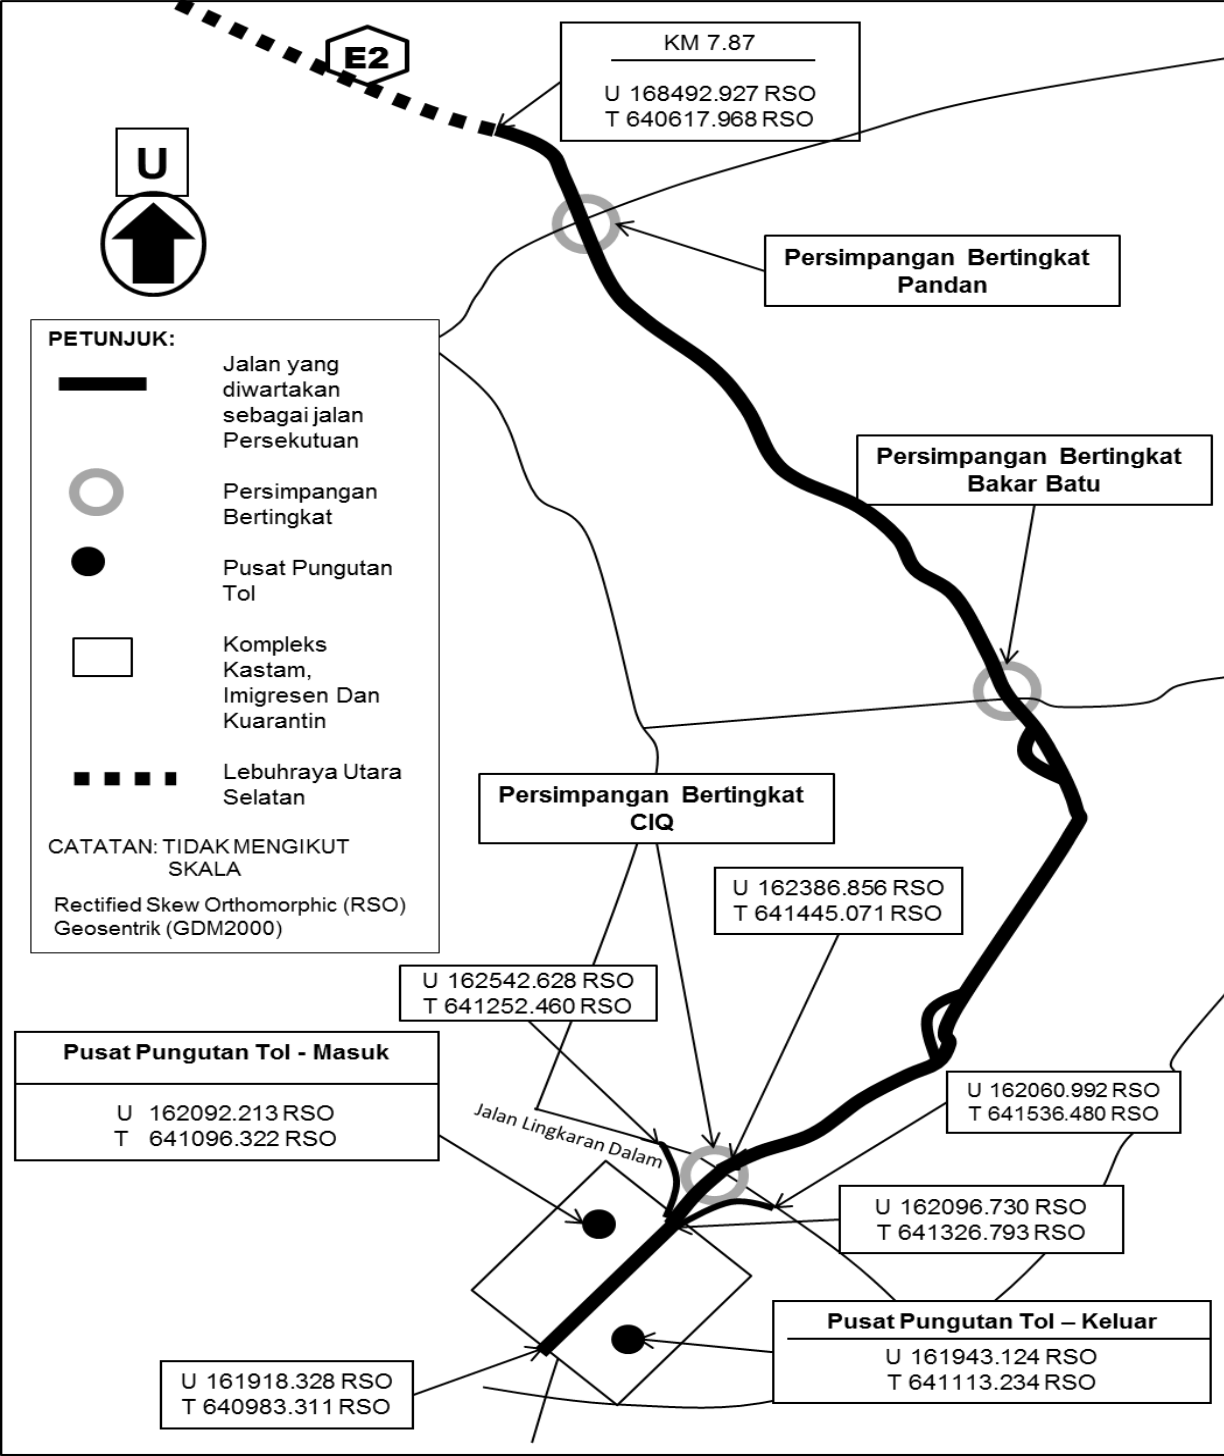 E2
KM 7.87
U 168492.927 RSO
T 640617.968 RSO
U
Persimpangan Bertingkat
Pandan
PETUNJUK:
Jalan yang
diwartakan
sebagai jalan
Persekutuan
Persimpangan
Bertingkat
Pusat Pungutan
Tol
Kompleks
Kastam,
Imigresen Dan
Kuarantin
Lebuhraya Utara
Selatan
CATATAN: TIDAK MENGIKUT
SKALA
Rectified Skew Orthomorphic (RSO)
Geosentrik (GDM2000)
Persimpangan Bertingkat
Bakar Batu
Persimpangan Bertingkat
CIQ
U 162386.856 RSO
T 641445.071 RSO
U 162542.628 RSO
T 641252.460 RSO
Pusat Pungutan Tol - Masuk
U 162092.213 RSO
T 641096.322 RSO
Jalan Lingkaran Dalam
U 162060.992 RSO
T 641536.480 RSO
U 162096.730 RSO
T 641326.793 RSO
Pusat Pungutan Tol – Keluar
U 161943.124 RSO
T 641113.234 RSO
U 161918.328 RSO
T 640983.311 RSO